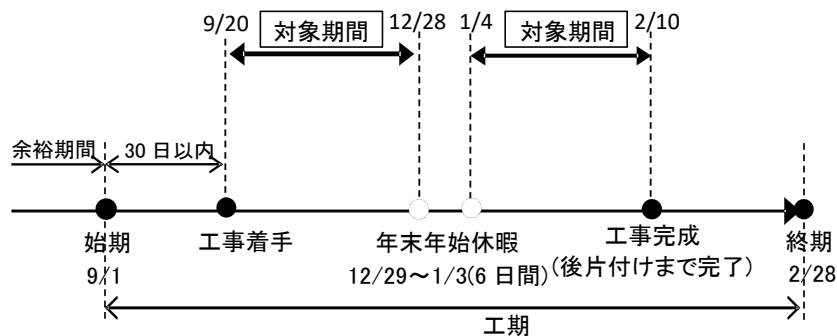 9/20 対象期間 12/28 1/4 対象期間 2/10
余裕期間 30 日以内
始期 工事着手 年末年始休暇 工事完成 終期
9/1 12/29~1/3(6 日間) (後片付けまで完了) 2/28
工期